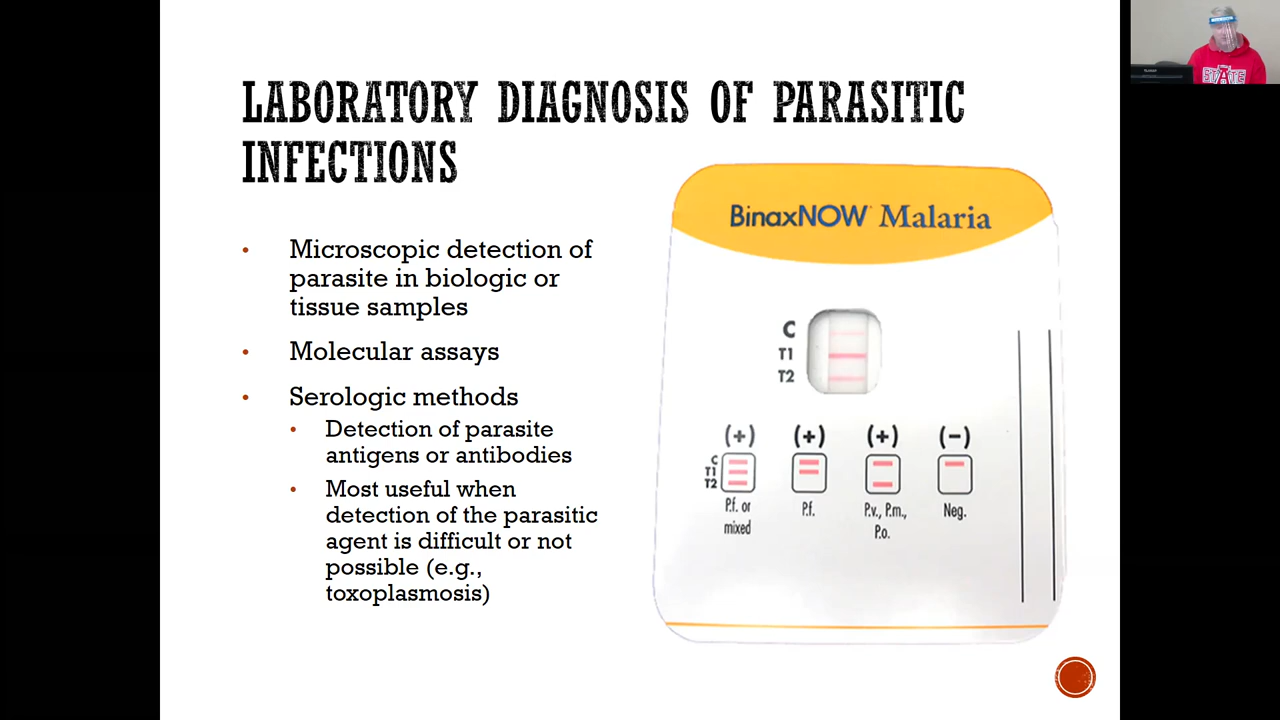 LABORATORY DIAGNOSIS OF PARASITIC
INFECTIONS
• Microscopic detection of
parasite in biologic or
tissue samples
• Molecular assays
• Serologic methods
• Detection of parasite
antigens or antibodies
• Most useful when
detection of the parasitic
agent is difficult or not
possible (e.g.,
toxoplasmosis)
BinaxNOW Malaria
C
T1
T2
(+) (+) (+) (-)
C
T1
T2
P.f. or
mixed
P.f.
P.v., P.m.,
P.o.
Neg.
STATE